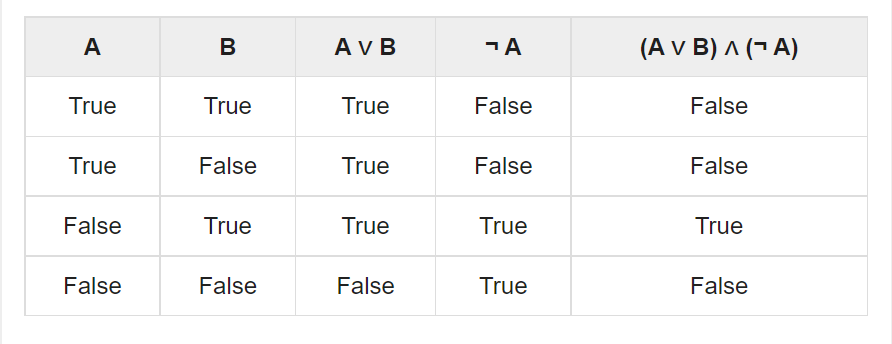 A B A ∨ B ¬ A (A ∨ B) ∧ (¬ A)
True True True False False
True False True False False
False True True True True
False False False True False